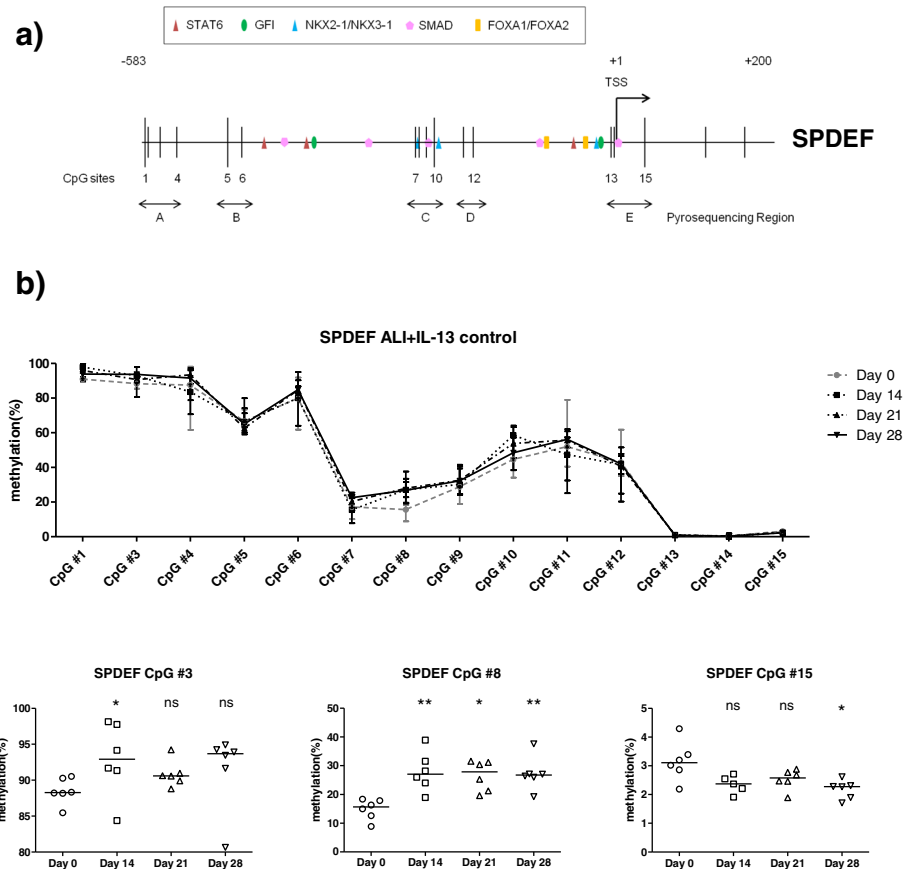 a)
STAT6 GFI NKX2-1/NKX3-1 SMAD FOXA1/FOXA2
-583 +1 +200
TSS
SPDEF
CpG sites 1 4 5 6 7 10 12 13 15
A B C D E Pyrosequencing Region
b)
SPDEF ALI+IL-13 control
methylation(%)
100
80
60
40
20
0
CpG #1 CpG #3 CpG #4 CpG #5 CpG #6 CpG #7 CpG #8 CpG #9 CpG #10 CpG #11 CpG #12 CpG #13 CpG #14 CpG #15
Day 0
Day 14
Day 21
Day 28
SPDEF CpG #3
methylation(%)
100
95
90
85
80
* ns ns
Day 0 Day 14 Day 21 Day 28
SPDEF CpG #8
methylation(%)
50
40
30
20
10
0
** * **
Day 0 Day 14 Day 21 Day 28
SPDEF CpG #15
methylation(%)
5
4
3
2
1
0
ns ns *
Day 0 Day 14 Day 21 Day 28